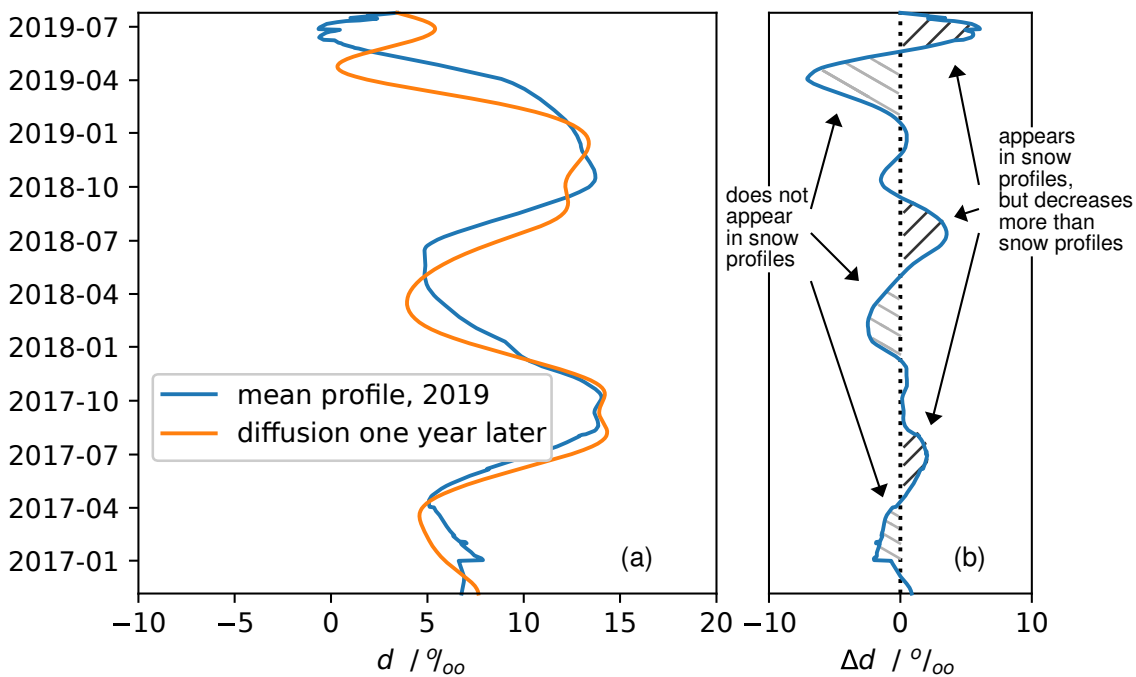 2019-07
2019-04
2019-01
2018-10
2018-07
2018-04
2018-01
2017-10
2017-07
2017-04
2017-01
mean profile, 2019
diffusion one year later
(a)
−10
−5
0
5
10
15
20
d / o/oo
does not
appear
in snow
profiles
appears
in snow
profiles,
but decreases
more than
snow profiles
(b)
−10
0
10
Δd / o/oo